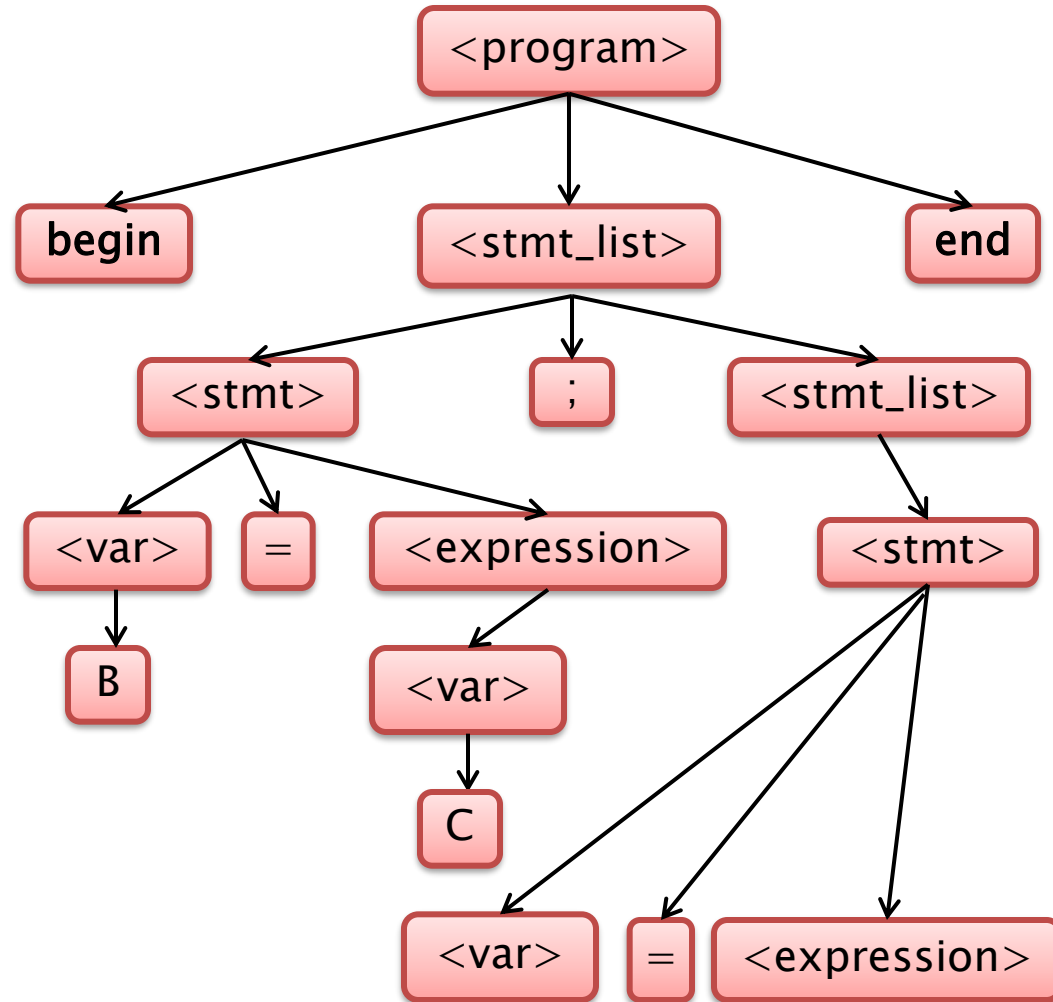 <program>
begin <stmt_list> end
<stmt> ; <stmt_list>
<var> = <expression> <stmt>
B <var>
C
<var> = <expression>